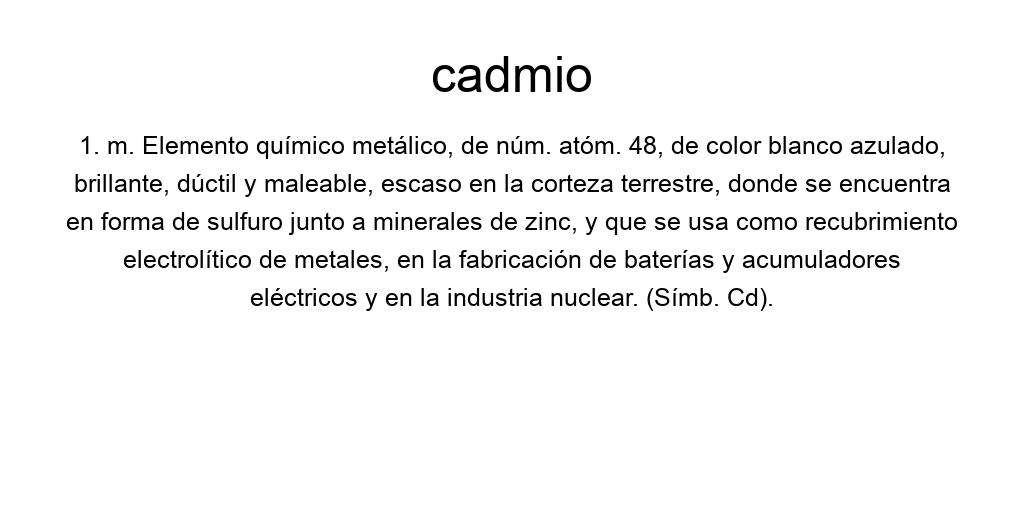 cadmio
1. m. Elemento químico metálico, de núm. atóm. 48, de color blanco azulado,
brillante, dúctil y maleable, escaso en la corteza terrestre, donde se encuentra
en forma de sulfuro junto a minerales de zinc, y que se usa como recubrimiento
electrolítico de metales, en la fabricación de baterías y acumuladores
eléctricos y en la industria nuclear. (Símb. Cd).